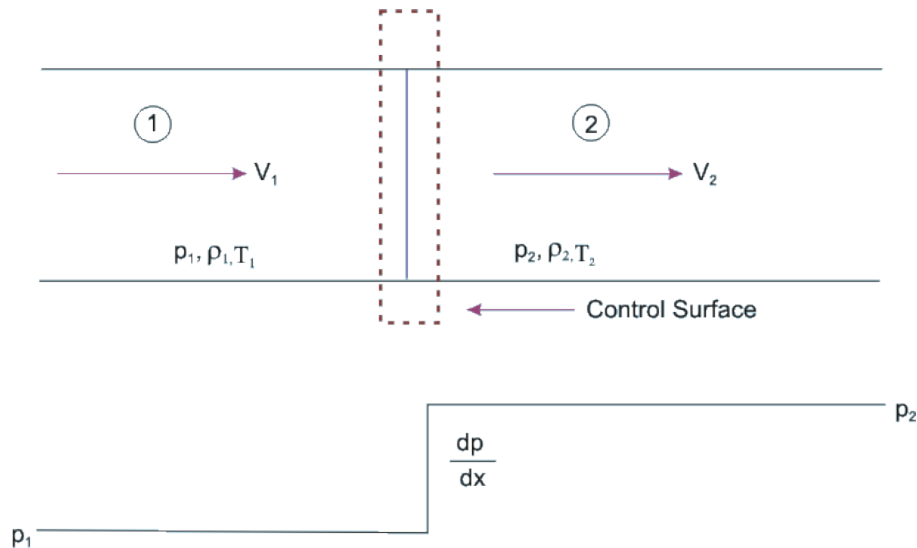 1 2
V₁ V₂
p₁, ρ₁, T₁ p₂, ρ₂, T₂
Control Surface
p₂
dp
dx
p₁